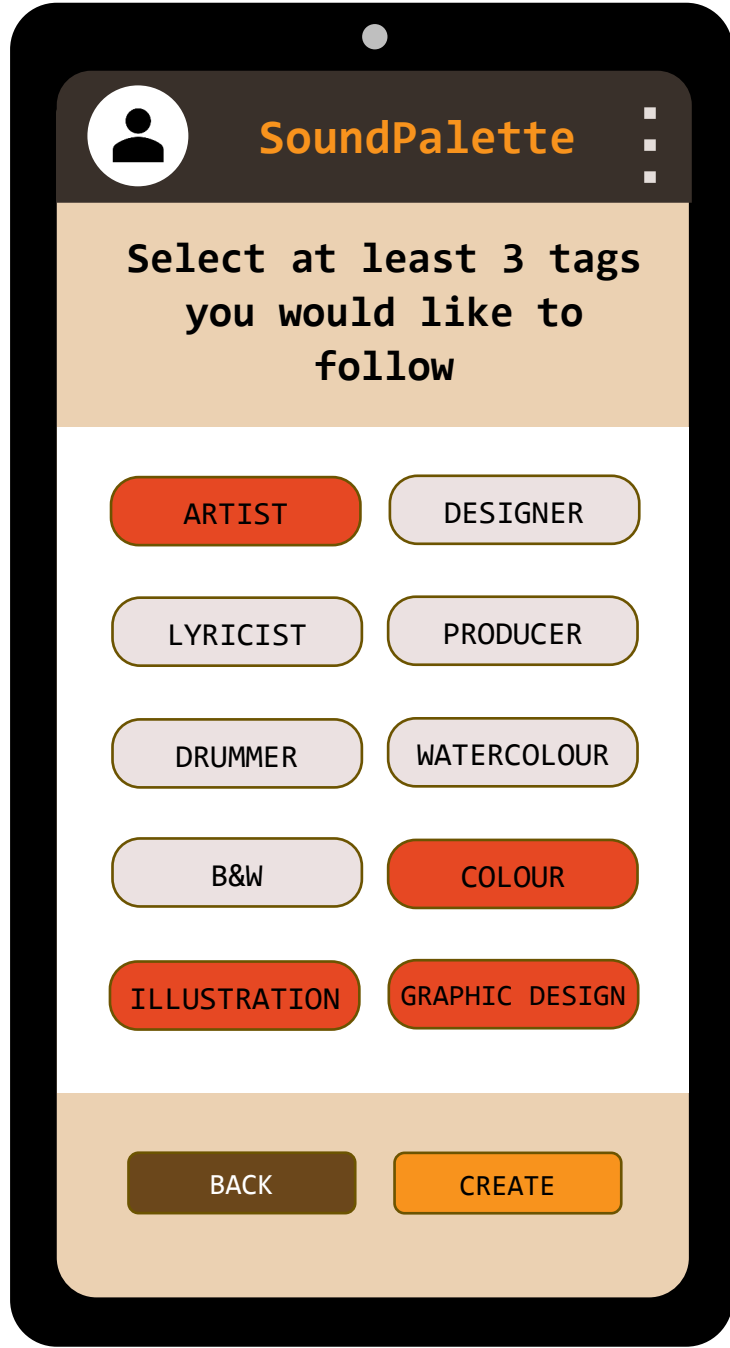 SoundPalette
Select at least 3 tags
you would like to
follow
ARTIST
DESIGNER
LYRICIST
PRODUCER
DRUMMER
WATERCOLOUR
B&W
COLOUR
ILLUSTRATION
GRAPHIC DESIGN
BACK
CREATE